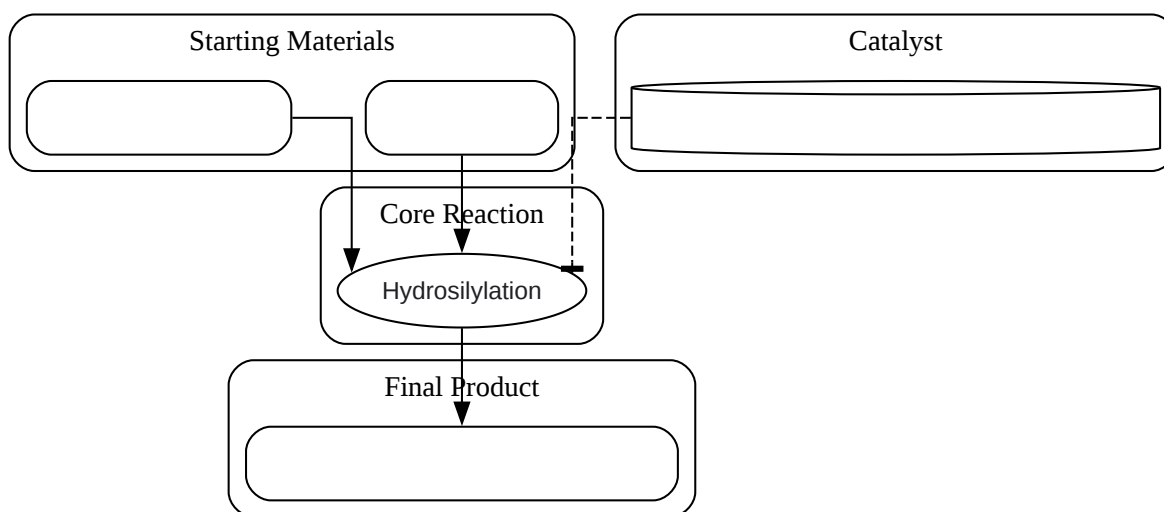 Starting Materials
Catalyst
Core Reaction
Hydrosilylation
Final Product